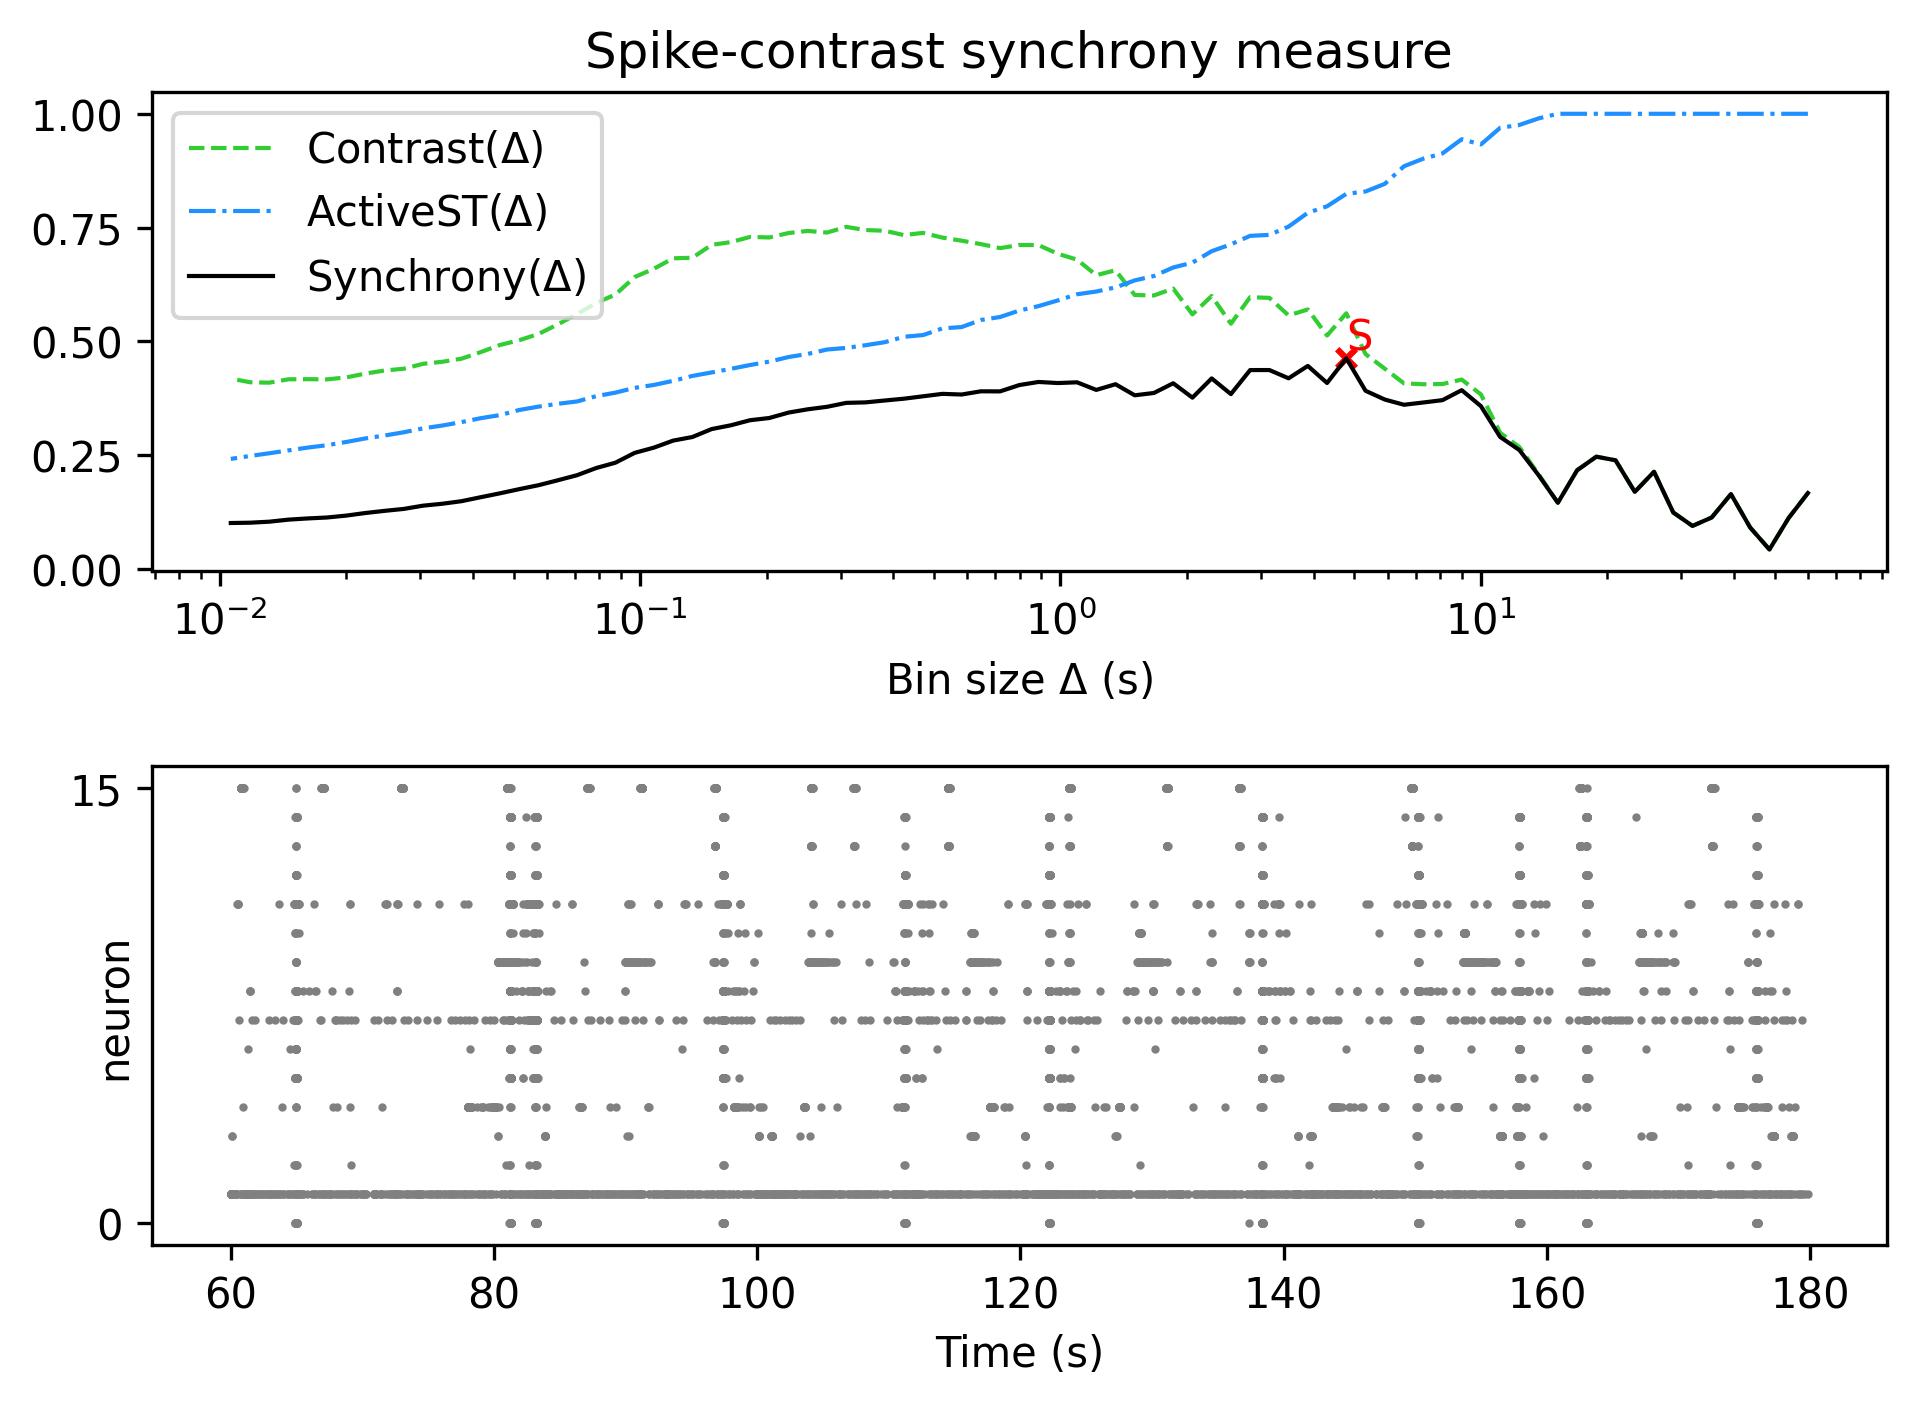 Spike-contrast synchrony measure
1.00
0.75
0.50
0.25
0.00
Contrast(Δ)
ActiveST(Δ)
Synchrony(Δ)
S
10⁻² 10⁻¹ 10⁰ 10¹
Bin size Δ (s)
15
0
neuron
60 80 100 120 140 160 180
Time (s)